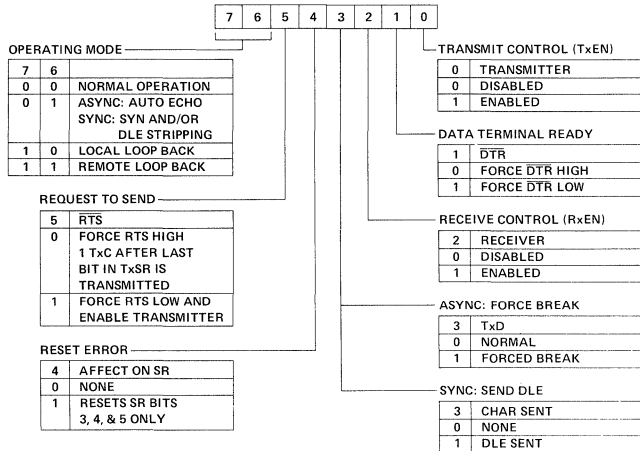 7 6 5 4 3 2 1 0
OPERATING MODE
7 6
0 0 NORMAL OPERATION
0 1 ASYNC: AUTO ECHO
SYNC: SYN AND/OR
DLE STRIPPING
1 0 LOCAL LOOP BACK
1 1 REMOTE LOOP BACK
REQUEST TO SEND
5 RTS
0 FORCE RTS HIGH
1 TxC AFTER LAST
BIT IN TxSR IS
TRANSMITTED
1 FORCE RTS LOW AND
ENABLE TRANSMITTER
RESET ERROR
4 AFFECT ON SR
0 NONE
1 RESETS SR BITS
3, 4, & 5 ONLY
TRANSMIT CONTROL (TxEN)
0 TRANSMITTER
0 DISABLED
1 ENABLED
DATA TERMINAL READY
1 DTR
0 FORCE DTR HIGH
1 FORCE DTR LOW
RECEIVE CONTROL (RxEN)
2 RECEIVER
0 DISABLED
1 ENABLED
ASYNC: FORCE BREAK
3 TxD
0 NORMAL
1 FORCED BREAK
SYNC: SEND DLE
3 CHAR SENT
0 NONE
1 DLE SENT